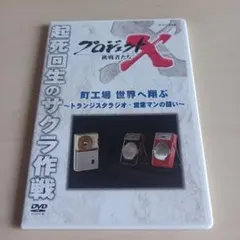 起死回生のサクラ作戦
プロジェクトX
挑戦者たち
町工場 世界へ翔ぶ
～トランジスタラジオ・営業マンの闘い～
DVD